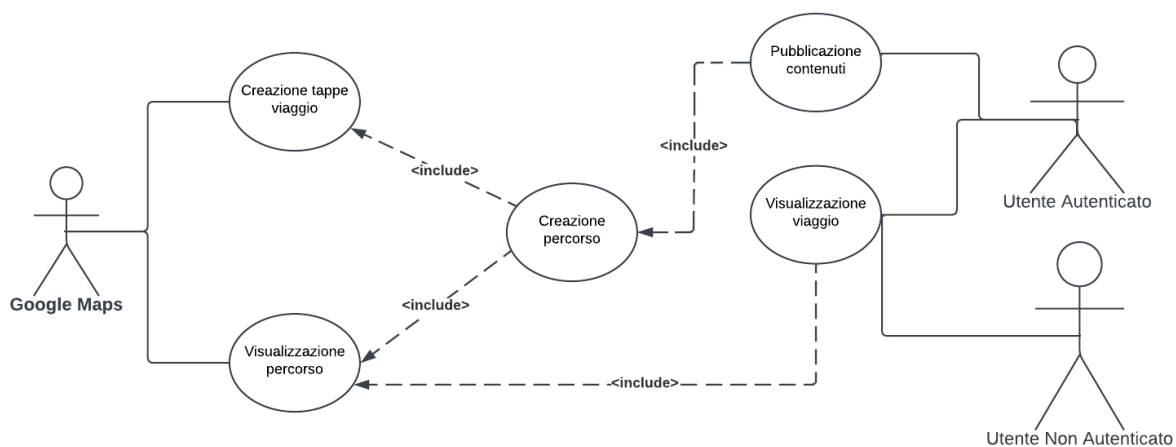 Pubblicazione
contenuti
Creazione tappe
viaggio
<include>
<include>
Utente Autenticato
Visualizzazione
viaggio
Creazione
percorso
Google Maps
<include>
Visualizzazione
percorso
<include>
Utente Non Autenticato